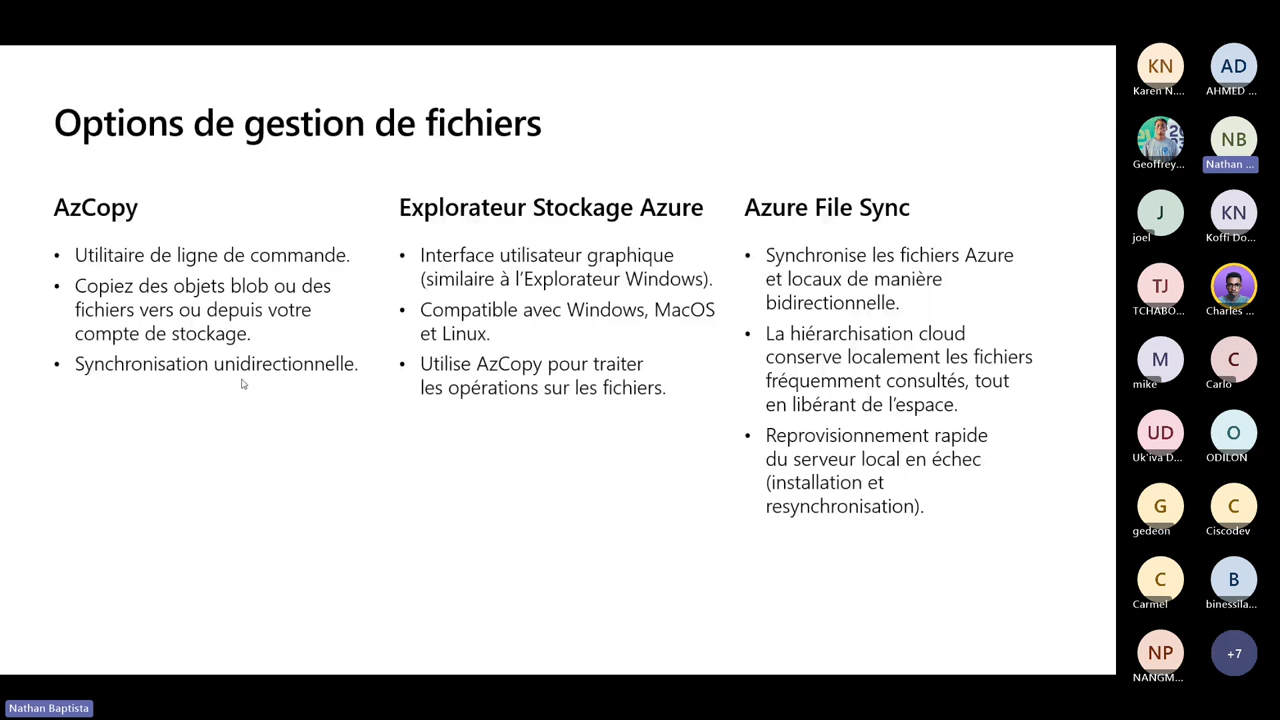 Options de gestion de fichiers
AzCopy
• Utilitaire de ligne de commande.
• Copiez des objets blob ou des
fichiers vers ou depuis votre
compte de stockage.
• Synchronisation unidirectionnelle.
Explorateur Stockage Azure
• Interface utilisateur graphique
(similaire à l’Explorateur Windows).
• Compatible avec Windows, MacOS
et Linux.
• Utilise AzCopy pour traiter
les opérations sur les fichiers.
Azure File Sync
• Synchronise les fichiers Azure
et locaux de manière
bidirectionnelle.
• La hiérarchisation cloud
conserve localement les fichiers
fréquemment consultés, tout
en libérant de l’espace.
• Reprovisionnement rapide
du serveur local en échec
(installation et
resynchronisation).
KN
Karen N....
AD
AHMED ...
Geoffrey...
NB
Nathan ...
J
joel
KN
Koffi Do...
TJ
TCHABO...
Charles ...
M
mike
C
Carlo
UD
Uk'iva D...
O
ODILON
G
gedeon
C
Ciscodev
C
Carmel
B
binessila...
NP
NANGM...
+7
Nathan Baptista